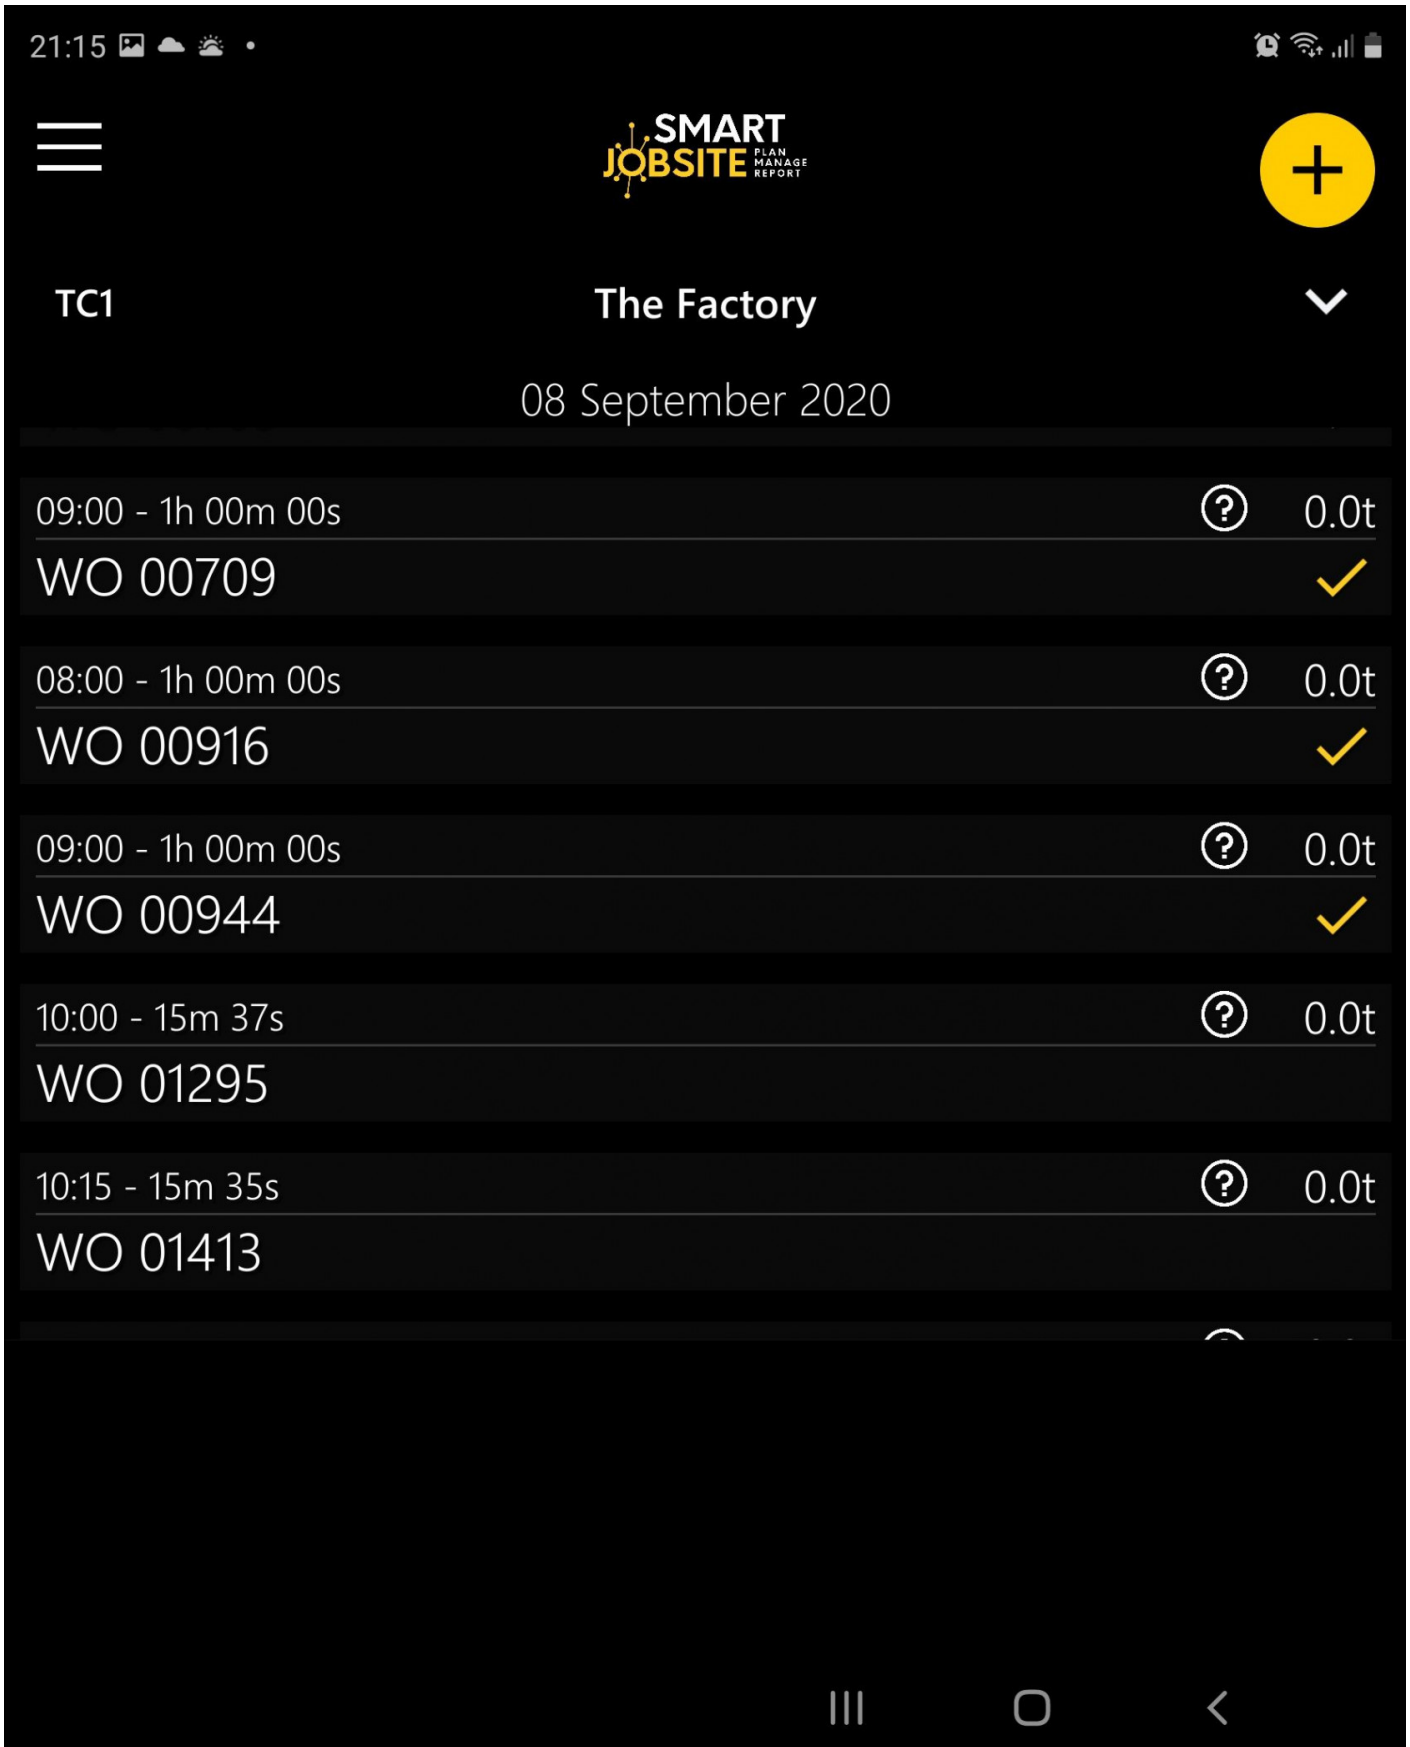 21:15
SMART
JOBSITE
PLAN
MANAGE
REPORT
TC1
The Factory
08 September 2020
09:00 - 1h 00m 00s
0.0t
WO 00709
08:00 - 1h 00m 00s
0.0t
WO 00916
09:00 - 1h 00m 00s
0.0t
WO 00944
10:00 - 15m 37s
0.0t
WO 01295
10:15 - 15m 35s
0.0t
WO 01413